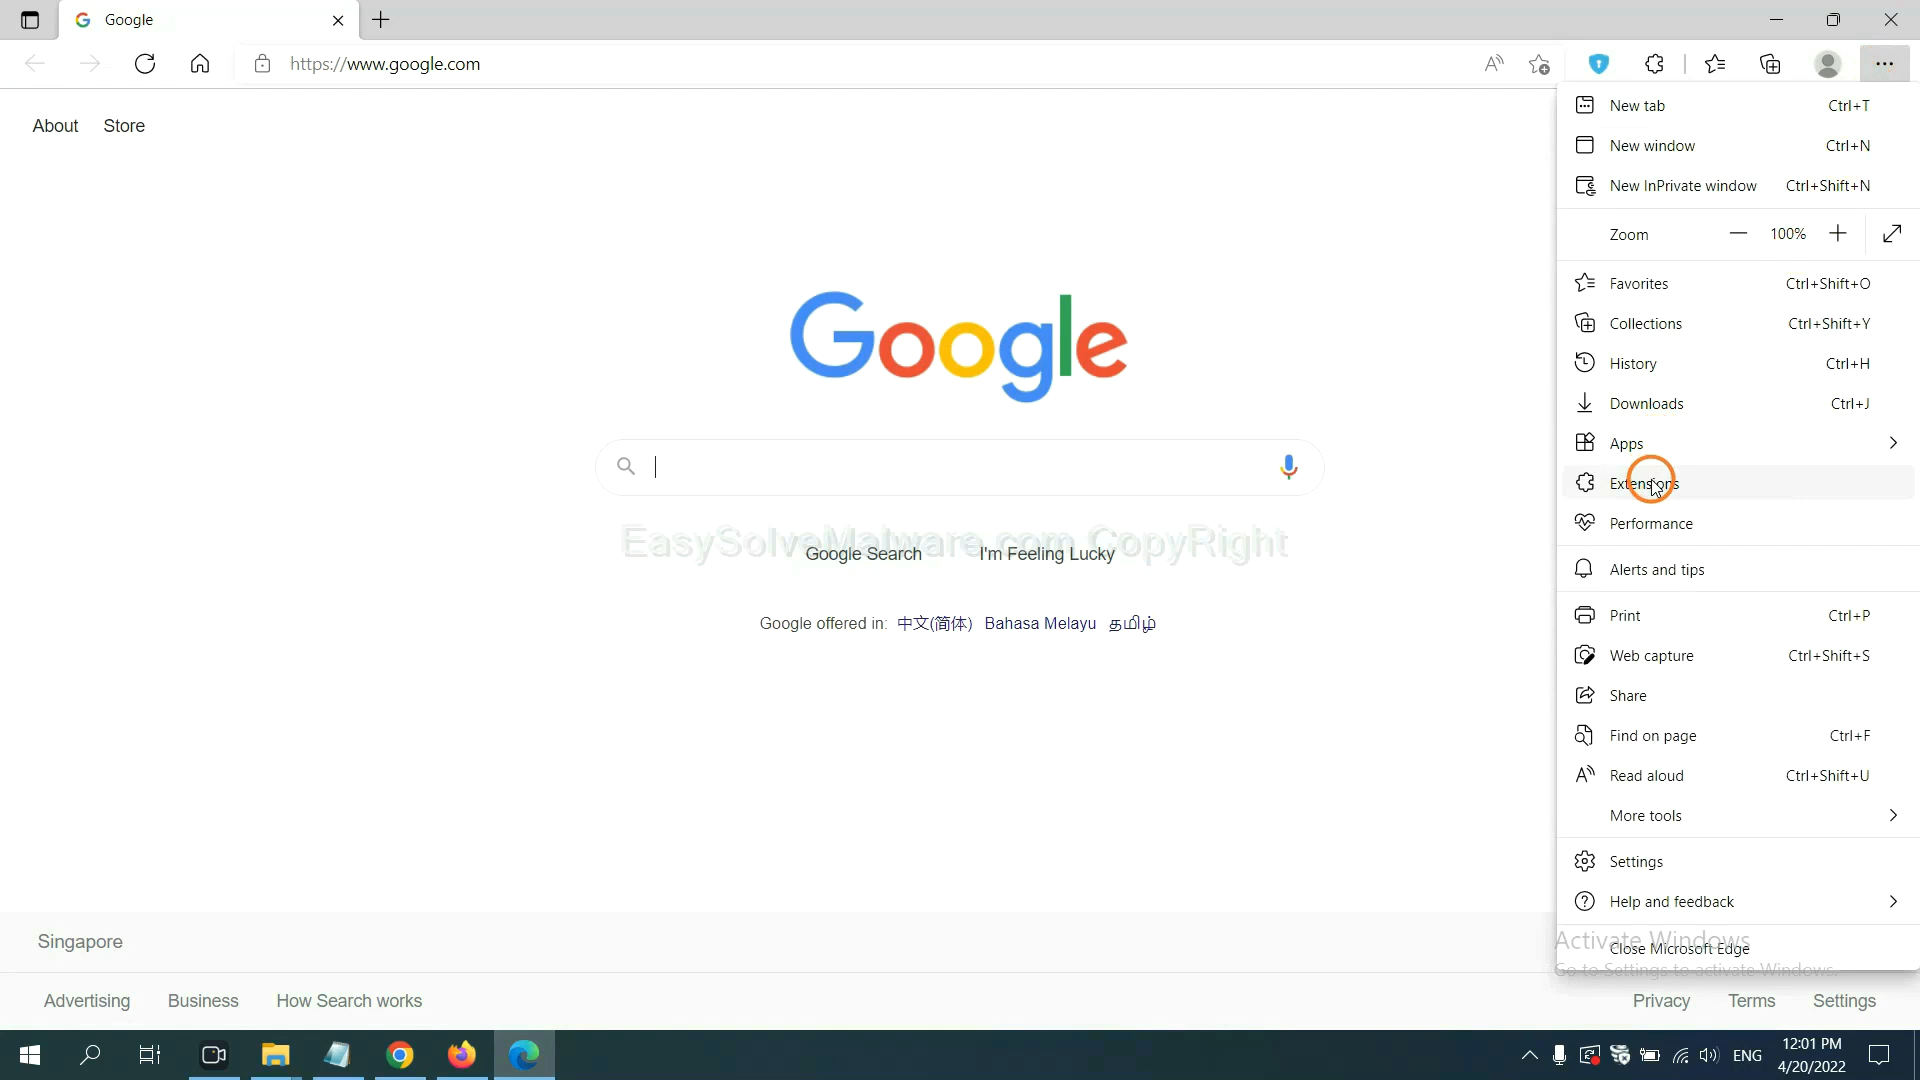 Google
https://www.google.com
About Store
New tab Ctrl+T
New window Ctrl+N
New InPrivate window Ctrl+Shift+N
Zoom 100%
Favorites Ctrl+Shift+O
Collections Ctrl+Shift+Y
History Ctrl+H
Downloads Ctrl+J
Apps
Extensions
Performance
Alerts and tips
Print Ctrl+P
Web capture Ctrl+Shift+S
Share
Find on page Ctrl+F
Read aloud Ctrl+Shift+U
More tools
Settings
Help and feedback
Close Microsoft Edge
Google
EasySolveMalware.com CopyRight
Google Search I'm Feeling Lucky
Google offered in: 中文(简体) Bahasa Melayu தமிழ்
Activate Windows
Go to Settings to activate Windows.
Singapore
Advertising Business How Search works Privacy Terms Settings
ENG 12:01 PM
4/20/2022